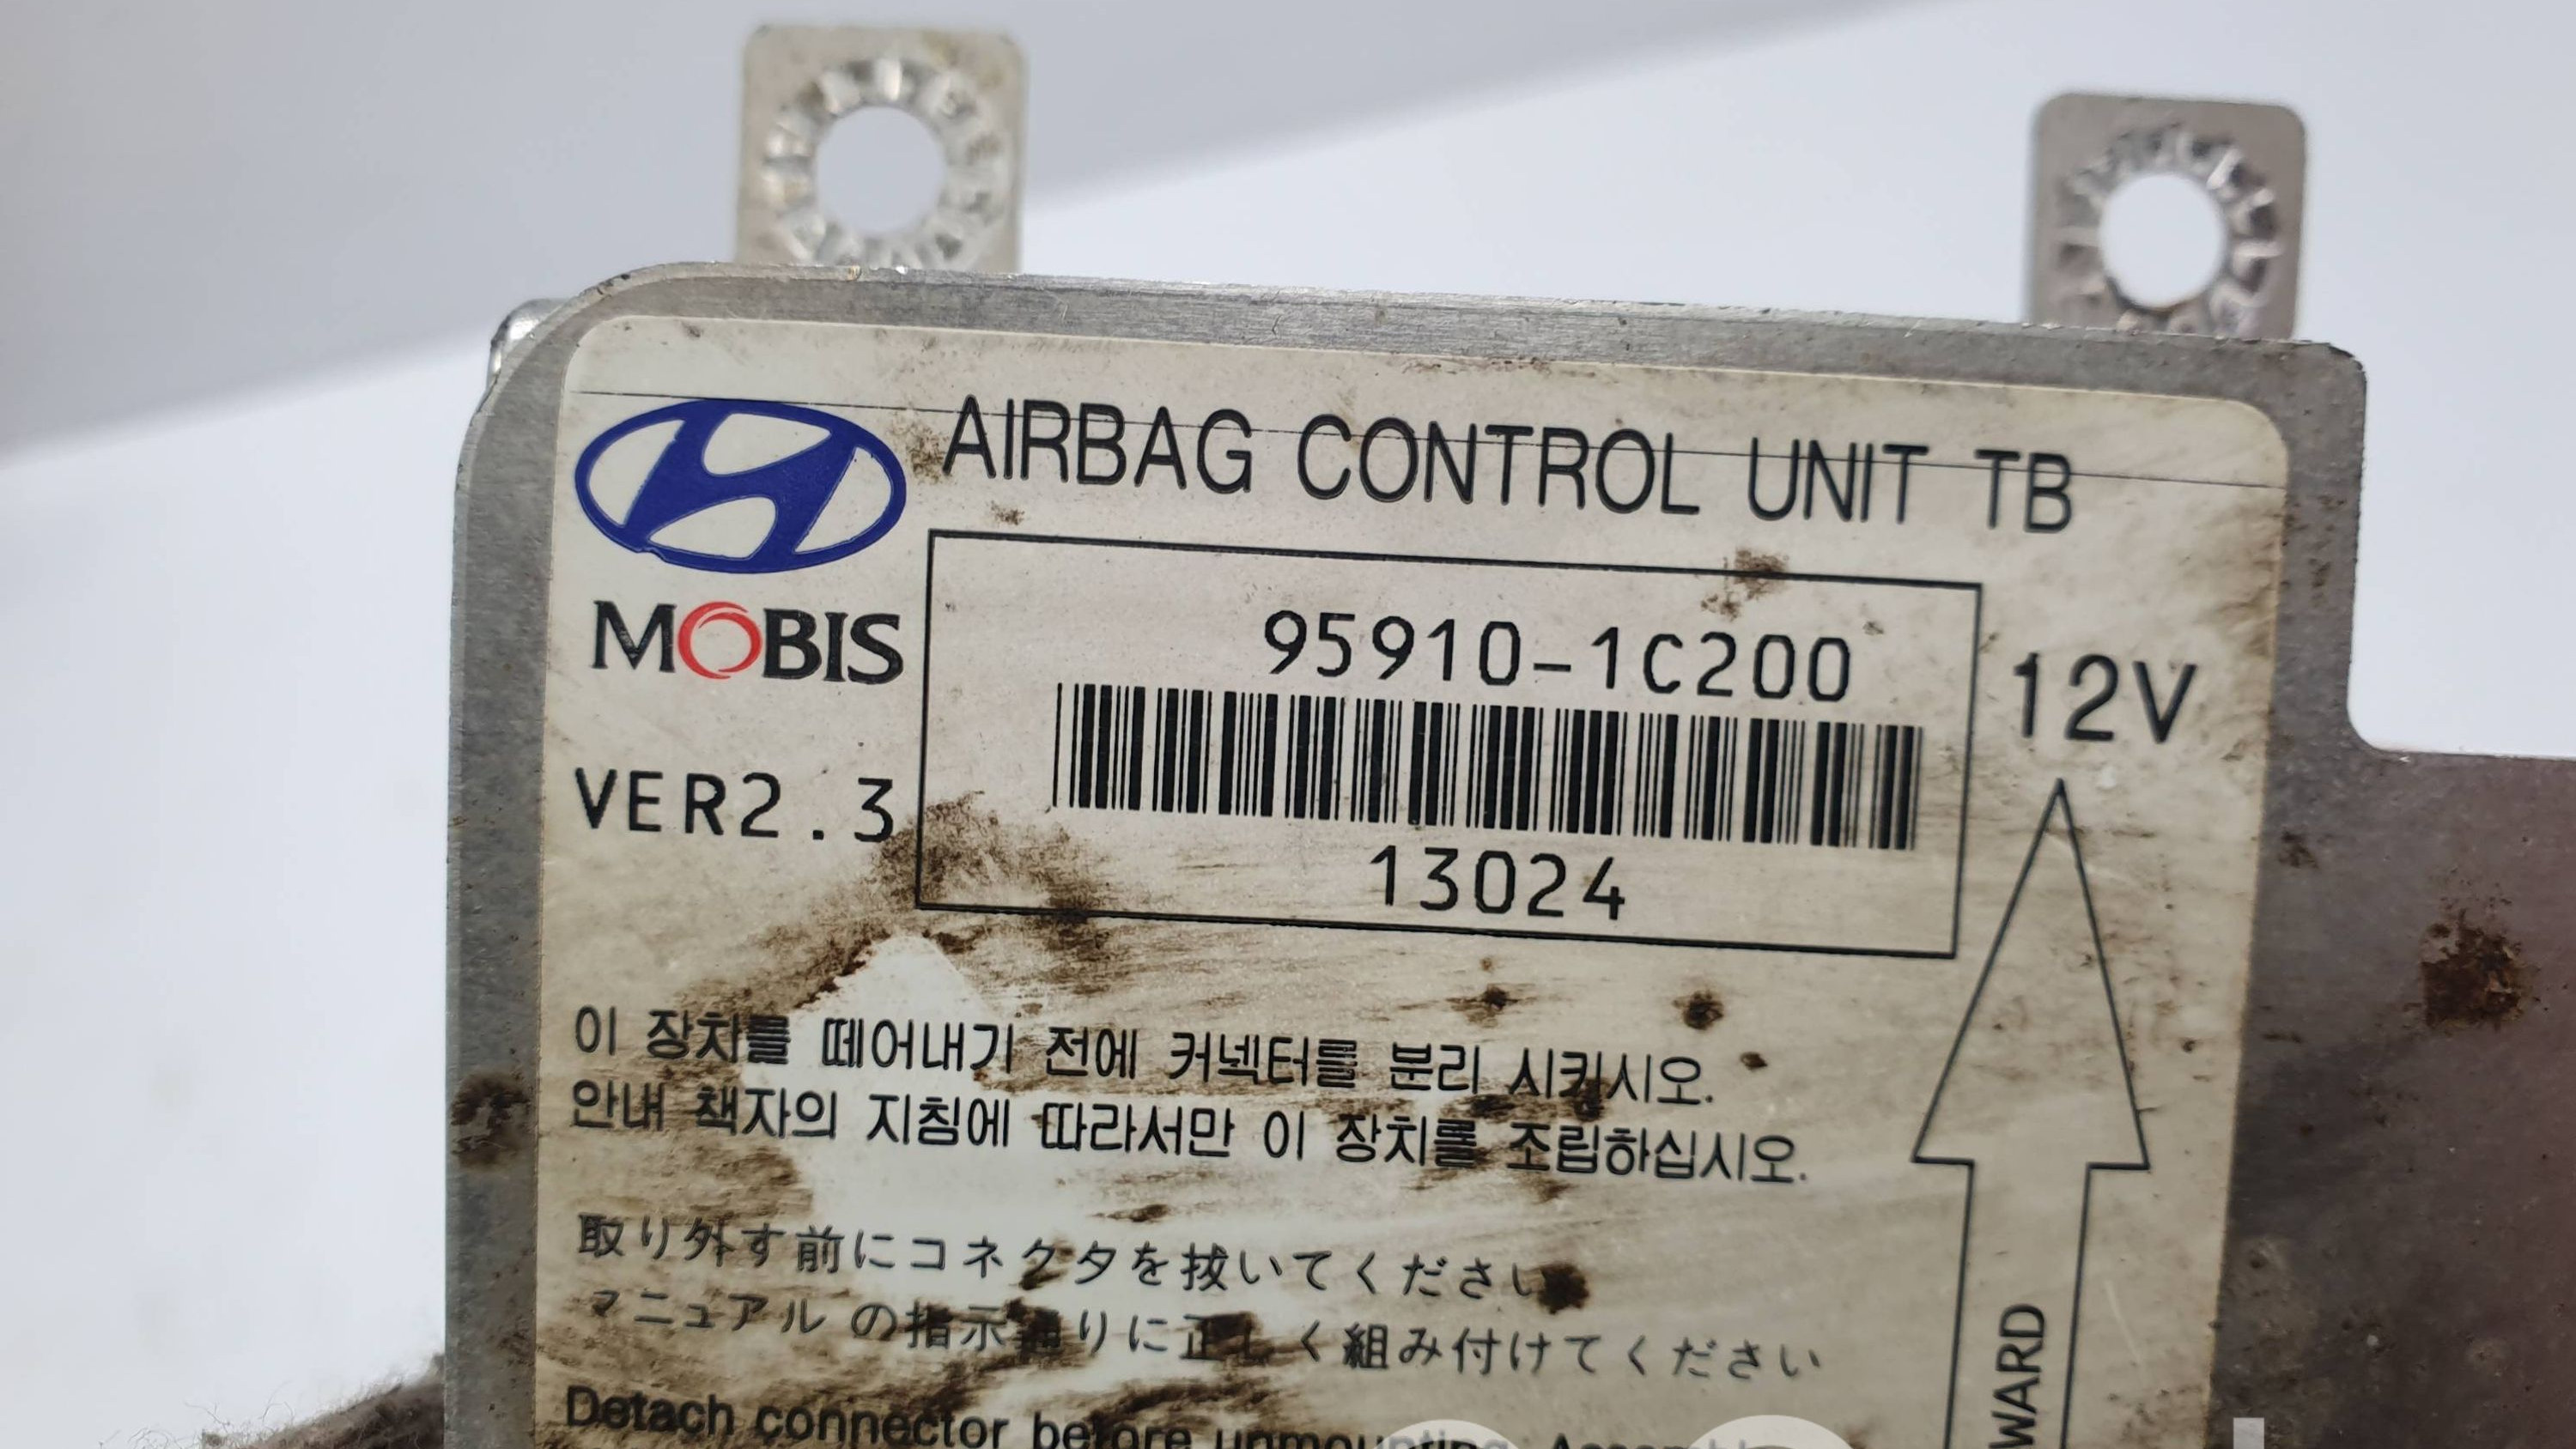 AIRBAG CONTROL UNIT TB
MOBIS
95910-1C200
12V
VER2.3
13024
이 장치를 떼어내기 전에 커넥터를 분리 시키시오.
안내 책자의 지침에 따라서만 이 장치를 조립하십시오.
取り外す前にコネクタを抜いてください
マニュアルの指示通りに正しく組み付けてください
Detach connector before unmounting.
WARD